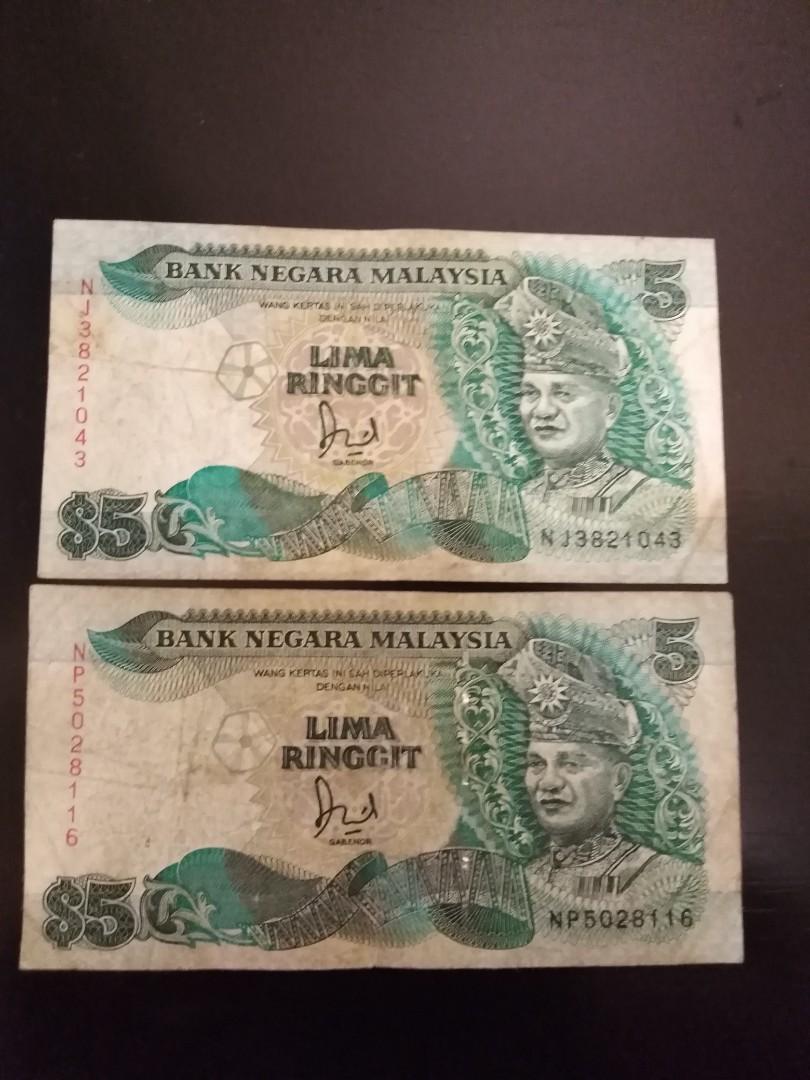 BANK NEGARA MALAYSIA
5
NJ3821043
WANG KERTAS INI SAH DIPERLAKUKAN
DENGAN NILAI
LIMA
RINGGIT
GABENOR
$5
NJ3821043
BANK NEGARA MALAYSIA
5
NP5028116
WANG KERTAS INI SAH DIPERLAKUKAN
DENGAN NILAI
LIMA
RINGGIT
GABENOR
$5
NP5028116